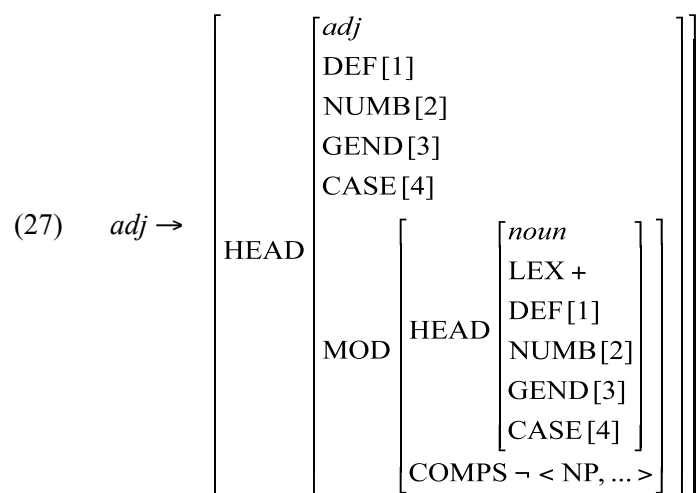 adj
DEF[1]
NUMB[2]
GEND[3]
CASE[4]
(27) adj →
HEAD
noun
LEX +
DEF[1]
HEAD
NUMB[2]
MOD
GEND[3]
CASE[4]
COMPS ¬ < NP, ... >